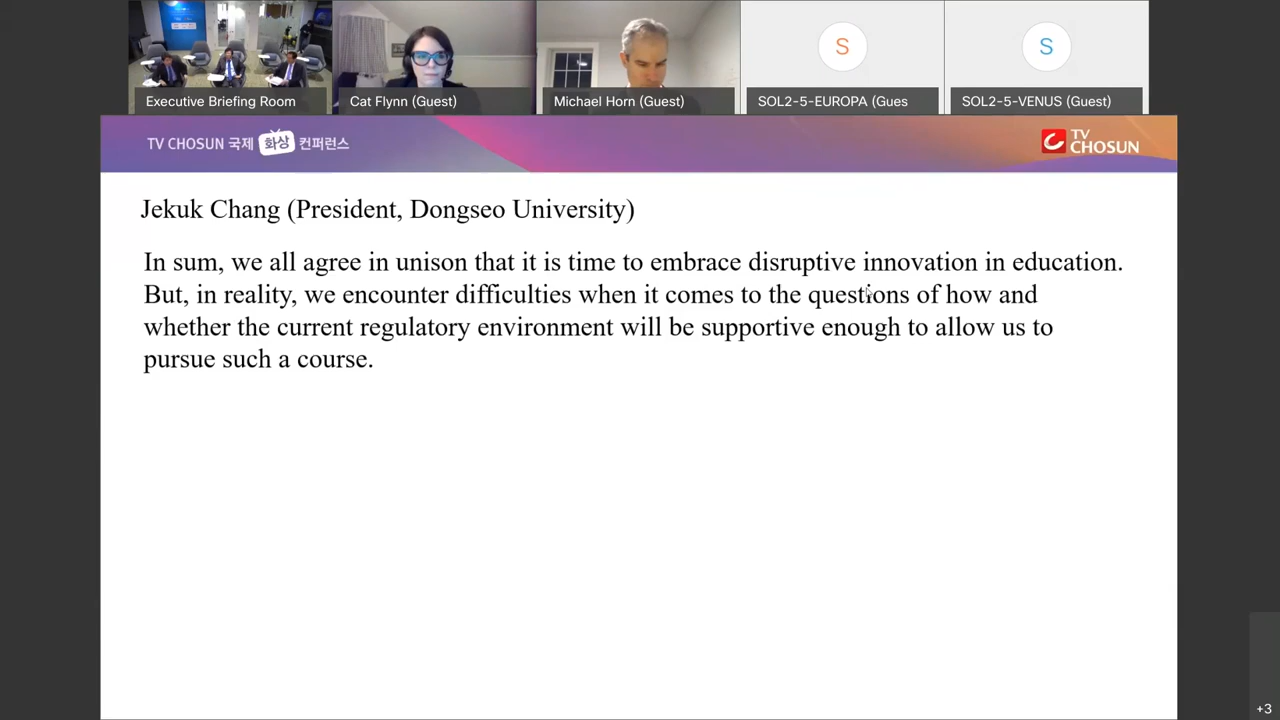 Executive Briefing Room
Cat Flynn (Guest)
Michael Horn (Guest)
S
SOL2-5-EUROPA (Gues
S
SOL2-5-VENUS (Guest)
TV CHOSUN 국제 화상 컨퍼런스
TV
CHOSUN
Jekuk Chang (President, Dongseo University)
In sum, we all agree in unison that it is time to embrace disruptive innovation in education.
But, in reality, we encounter difficulties when it comes to the questions of how and
whether the current regulatory environment will be supportive enough to allow us to
pursue such a course.
+3